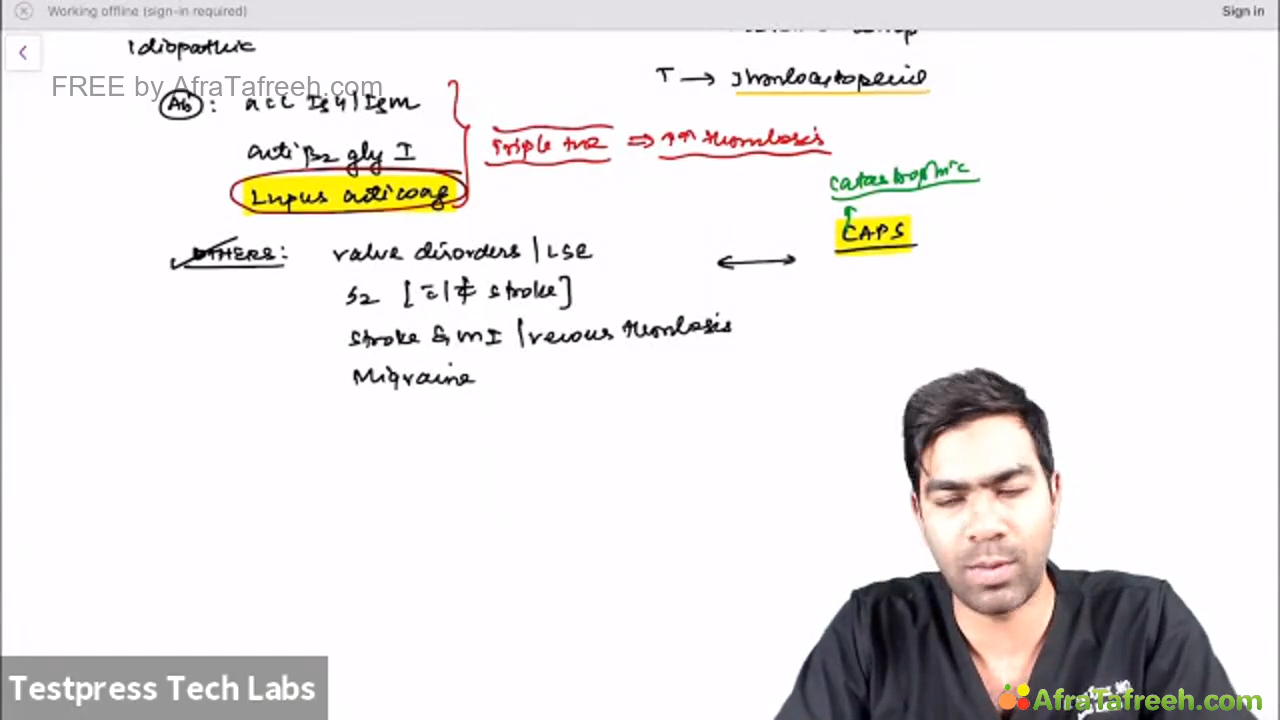 Working offline (sign-in required)
Sign in
Idiopathic
FREE by AfraTafreeh.com
T → Thrombocytopenia
Ab : aCL IgG | IgM
anti β2 gly I
Lupus anticoag
Triple +ve ⇒ ↑↑ thrombosis
catastrophic
CAPS
OTHERS: valve disorders | LSE
Sz [ stroke]
stroke & MI | venous thrombosis
Migraine
Testpress Tech Labs
AfraTafreeh.com